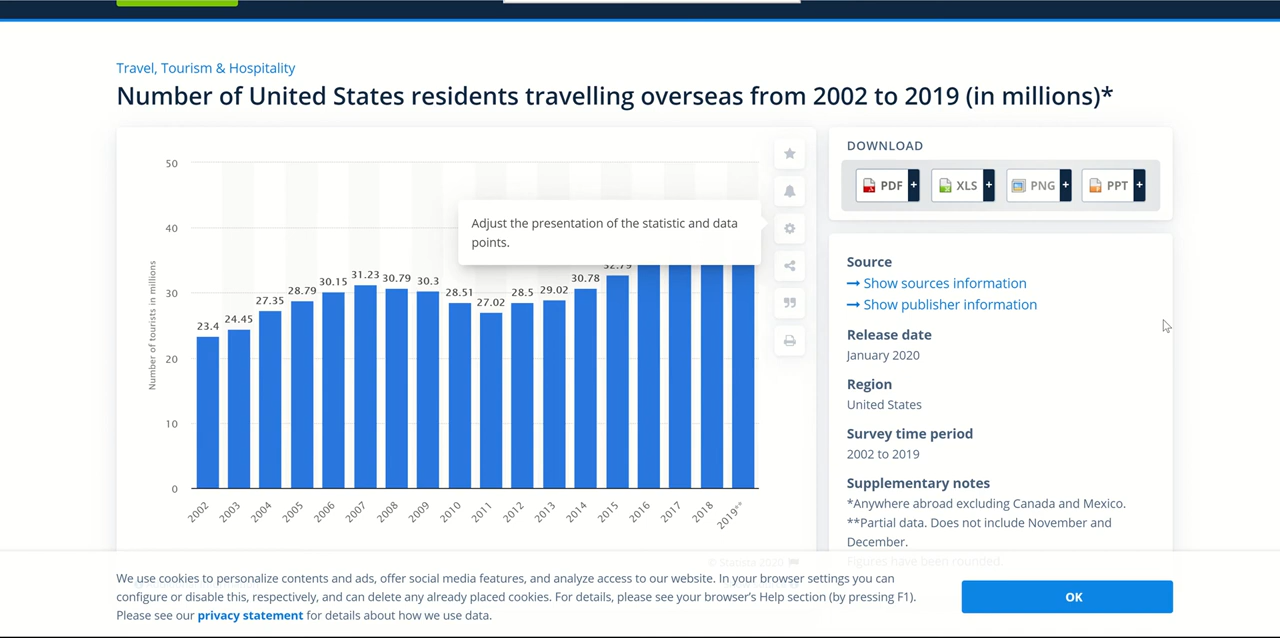 Travel, Tourism & Hospitality
Number of United States residents travelling overseas from 2002 to 2019 (in millions)*
50
40
30
20
10
0
Number of tourists in millions
23.4
24.45
27.35
28.79
30.15
31.23
30.79
30.3
28.51
27.02
28.5
29.02
30.78
32.79
2002
2003
2004
2005
2006
2007
2008
2009
2010
2011
2012
2013
2014
2015
2016
2017
2018
2019**
Adjust the presentation of the statistic and data
points.
© Statista 2020
DOWNLOAD
PDF +
XLS +
PNG +
PPT +
Source
→ Show sources information
→ Show publisher information
Release date
January 2020
Region
United States
Survey time period
2002 to 2019
Supplementary notes
*Anywhere abroad excluding Canada and Mexico.
**Partial data. Does not include November and
December.
Figures have been rounded.
We use cookies to personalize contents and ads, offer social media features, and analyze access to our website. In your browser settings you can
configure or disable this, respectively, and can delete any already placed cookies. For details, please see your browser's Help section (by pressing F1).
Please see our privacy statement for details about how we use data.
OK